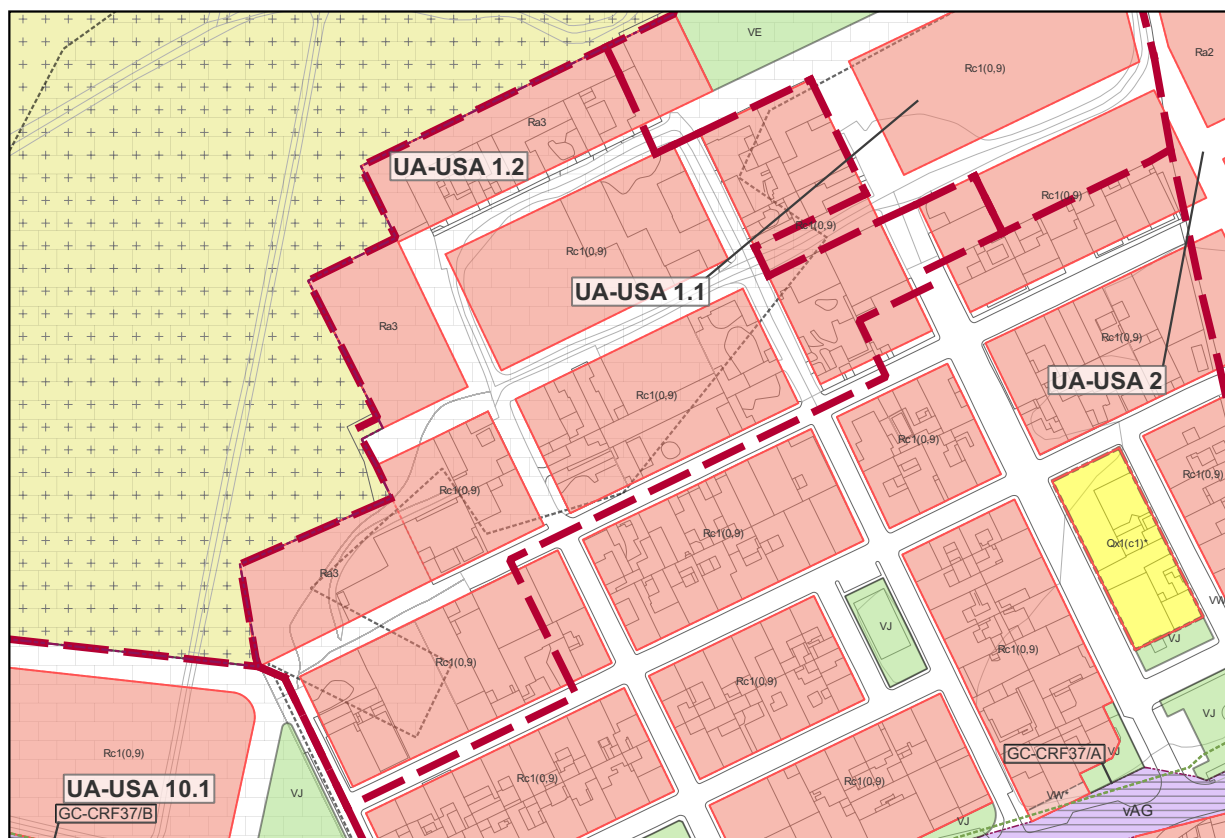 VE
Ra2
Rc1(0,9)
Ra3
UA-USA 1.2
Rc1(0,9)
Rc1(0,9)
Rc1(0,9)
UA-USA 1.1
Ra3
Rc1(0,9)
UA-USA 2
Rc1(0,9)
Rc1(0,9)
Rc1(0,9)
Rc1(0,9)
Rc1(0,9)
Qx1(c1)*
Ra3
VW
VJ
VJ
Rc1(0,9)
Rc1(0,9)
Rc1(0,9)
VJ
Rc1(0,9)
GC-CRF37/A
VJ
UA-USA 10.1
Rc1(0,9)
Rc1(0,9)
VJ
VW*
GC-CRF37/B
vAG
VJ